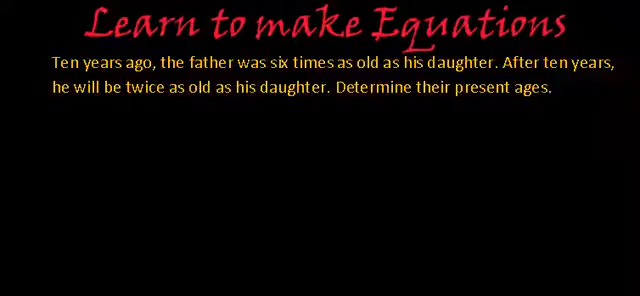 Learn to make Equations
Ten years ago, the father was six times as old as his daughter. After ten years,
he will be twice as old as his daughter. Determine their present ages.